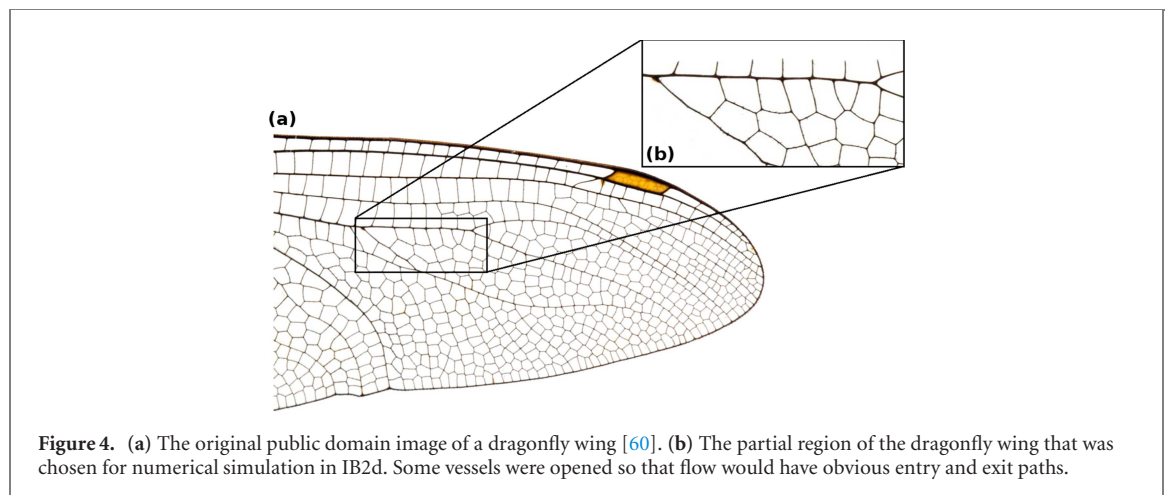 (a)
(b)
Figure 4. (a) The original public domain image of a dragonfly wing [60]. (b) The partial region of the dragonfly wing that was
chosen for numerical simulation in IB2d. Some vessels were opened so that flow would have obvious entry and exit paths.